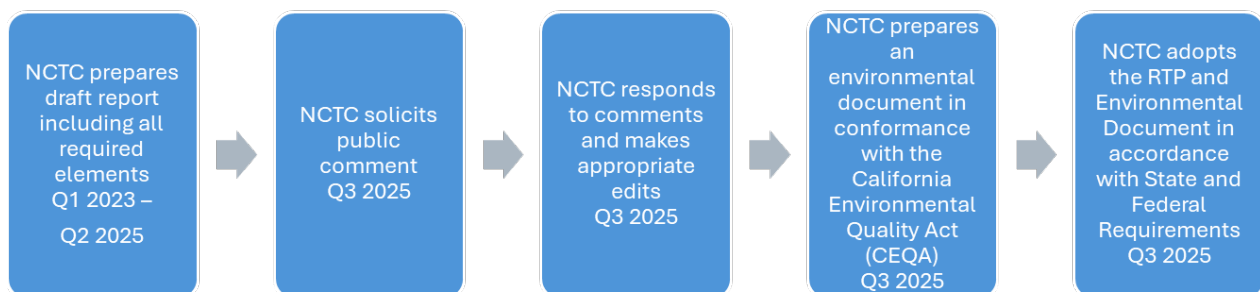 NCTC prepares
draft report
including all
required
elements
Q1 2023 –
Q2 2025
NCTC solicits
public
comment
Q3 2025
NCTC responds
to comments
and makes
appropriate
edits
Q3 2025
NCTC prepares
an
environmental
document in
conformance
with the
California
Environmental
Quality Act
(CEQA)
Q3 2025
NCTC adopts
the RTP and
Environmental
Document in
accordance
with State and
Federal
Requirements
Q3 2025